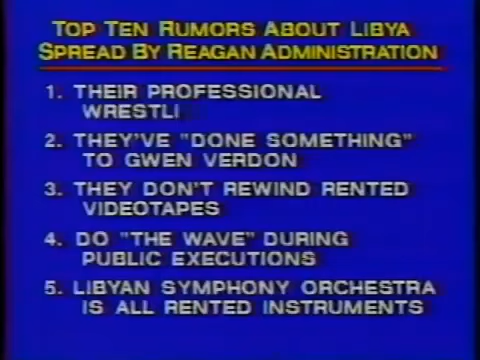 TOP TEN RUMORS ABOUT LIBYA
SPREAD BY REAGAN ADMINISTRATION
1. THEIR PROFESSIONAL
WRESTLI
2. THEY'VE "DONE SOMETHING"
TO GWEN VERDON
3. THEY DON'T REWIND RENTED
VIDEOTAPES
4. DO "THE WAVE" DURING
PUBLIC EXECUTIONS
5. LIBYAN SYMPHONY ORCHESTRA
IS ALL RENTED INSTRUMENTS